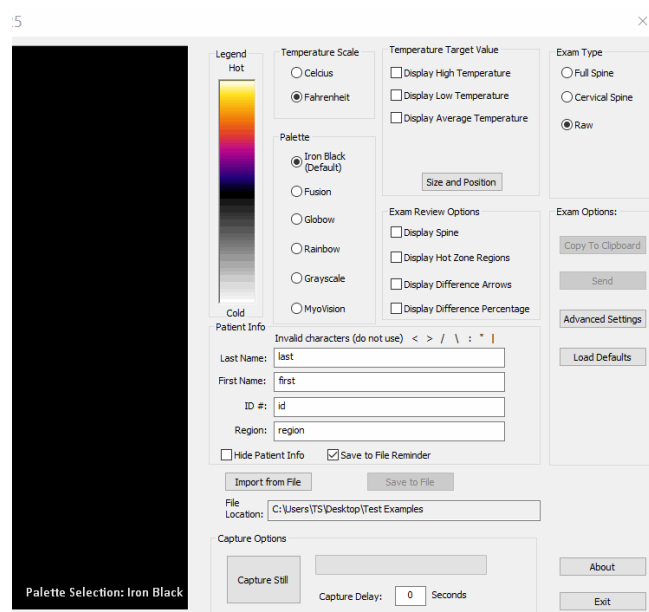 :5
Legend
Hot
Cold
Temperature Scale
Celcius
Fahrenheit
Palette
Iron Black
(Default)
Fusion
Globow
Rainbow
Grayscale
MyoVision
Temperature Target Value
Display High Temperature
Display Low Temperature
Display Average Temperature
Size and Position
Exam Review Options
Display Spine
Display Hot Zone Regions
Display Difference Arrows
Display Difference Percentage
Exam Type
Full Spine
Cervical Spine
Raw
Exam Options:
Copy To Clipboard
Send
Advanced Settings
Load Defaults
Patient Info
Invalid characters (do not use) < > / \ : * |
Last Name: last
First Name: first
ID #: id
Region: region
Hide Patient Info Save to File Reminder
Import from File Save to File
File
Location: C:\Users\TS\Desktop\Test Examples
Capture Options
Capture Still
Capture Delay: 0 Seconds
About
Exit
Palette Selection: Iron Black